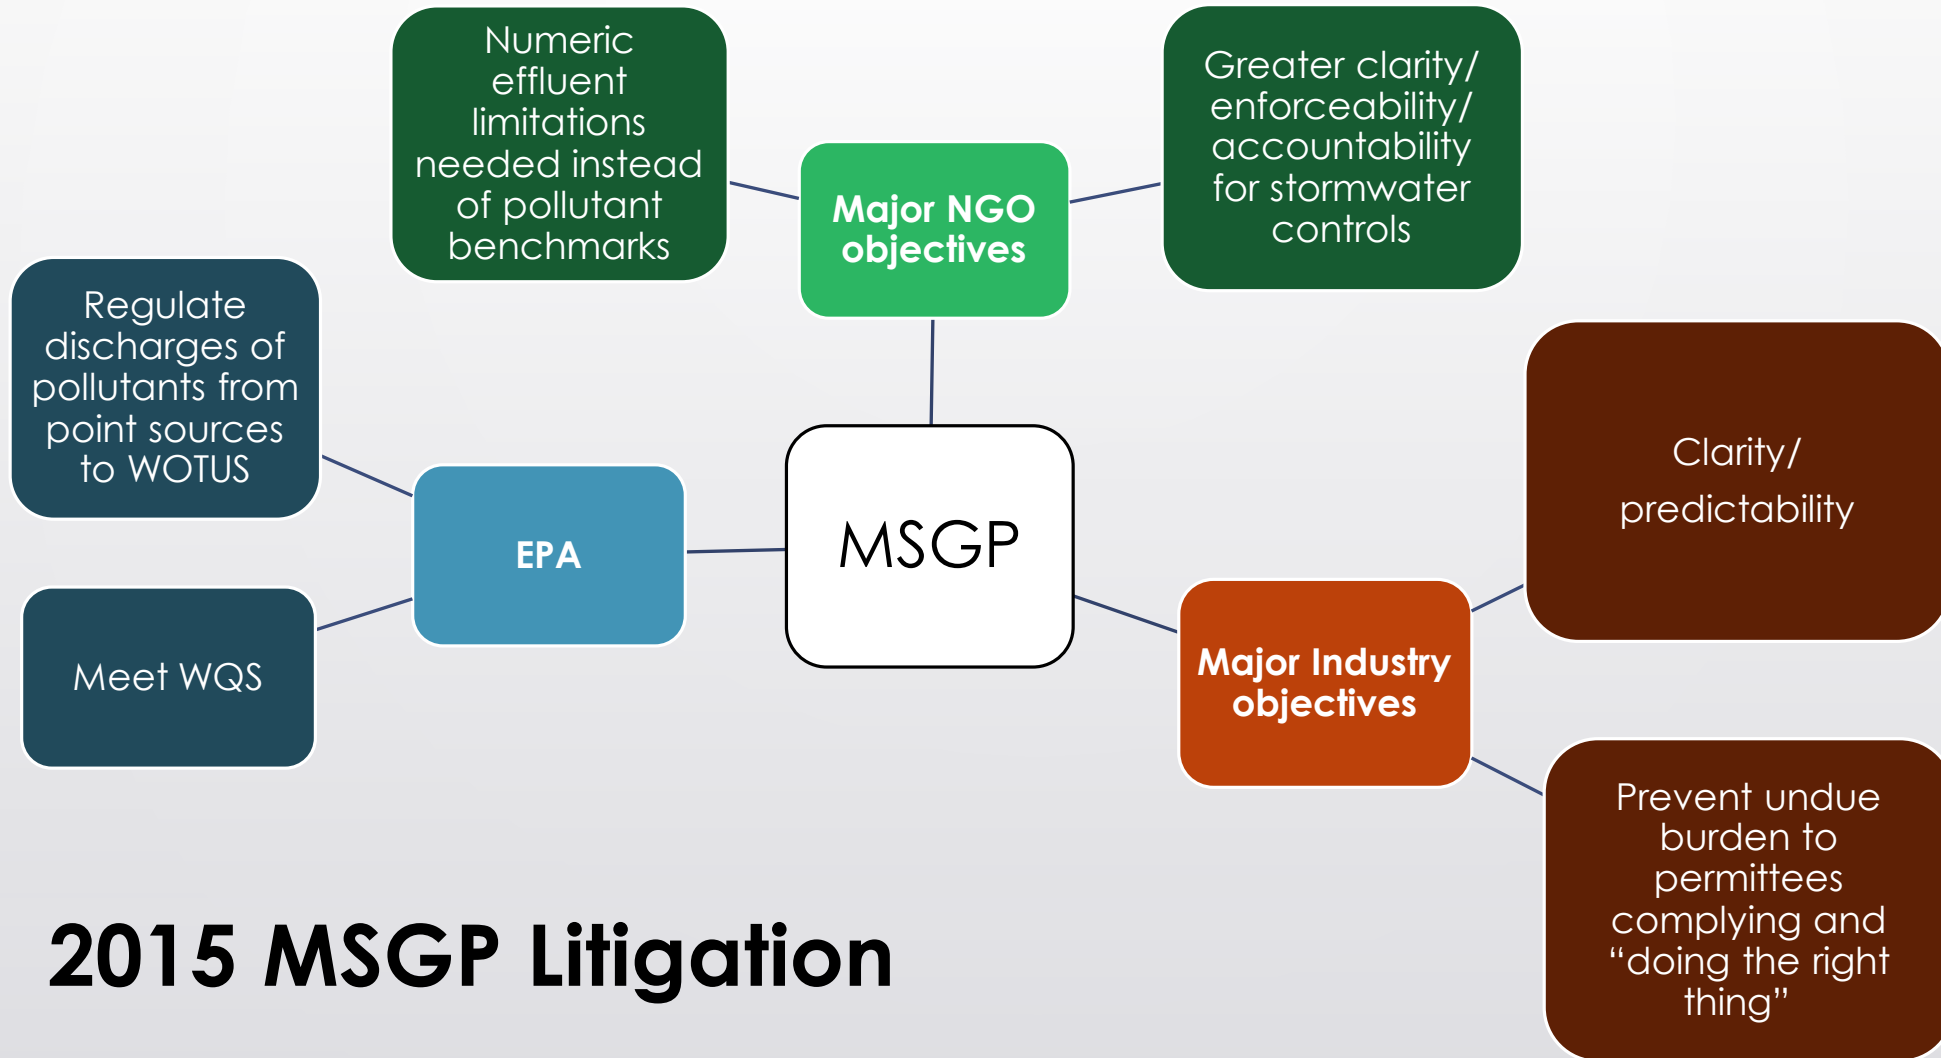 Numeric
effluent
limitations
needed instead
of pollutant
benchmarks
Major NGO
objectives
Greater clarity/
enforceability/
accountability
for stormwater
controls
Regulate
discharges of
pollutants from
point sources
to WOTUS
EPA
Meet WQS
MSGP
Clarity/
predictability
Major Industry
objectives
Prevent undue
burden to
permittees
complying and
“doing the right
thing”
2015 MSGP Litigation